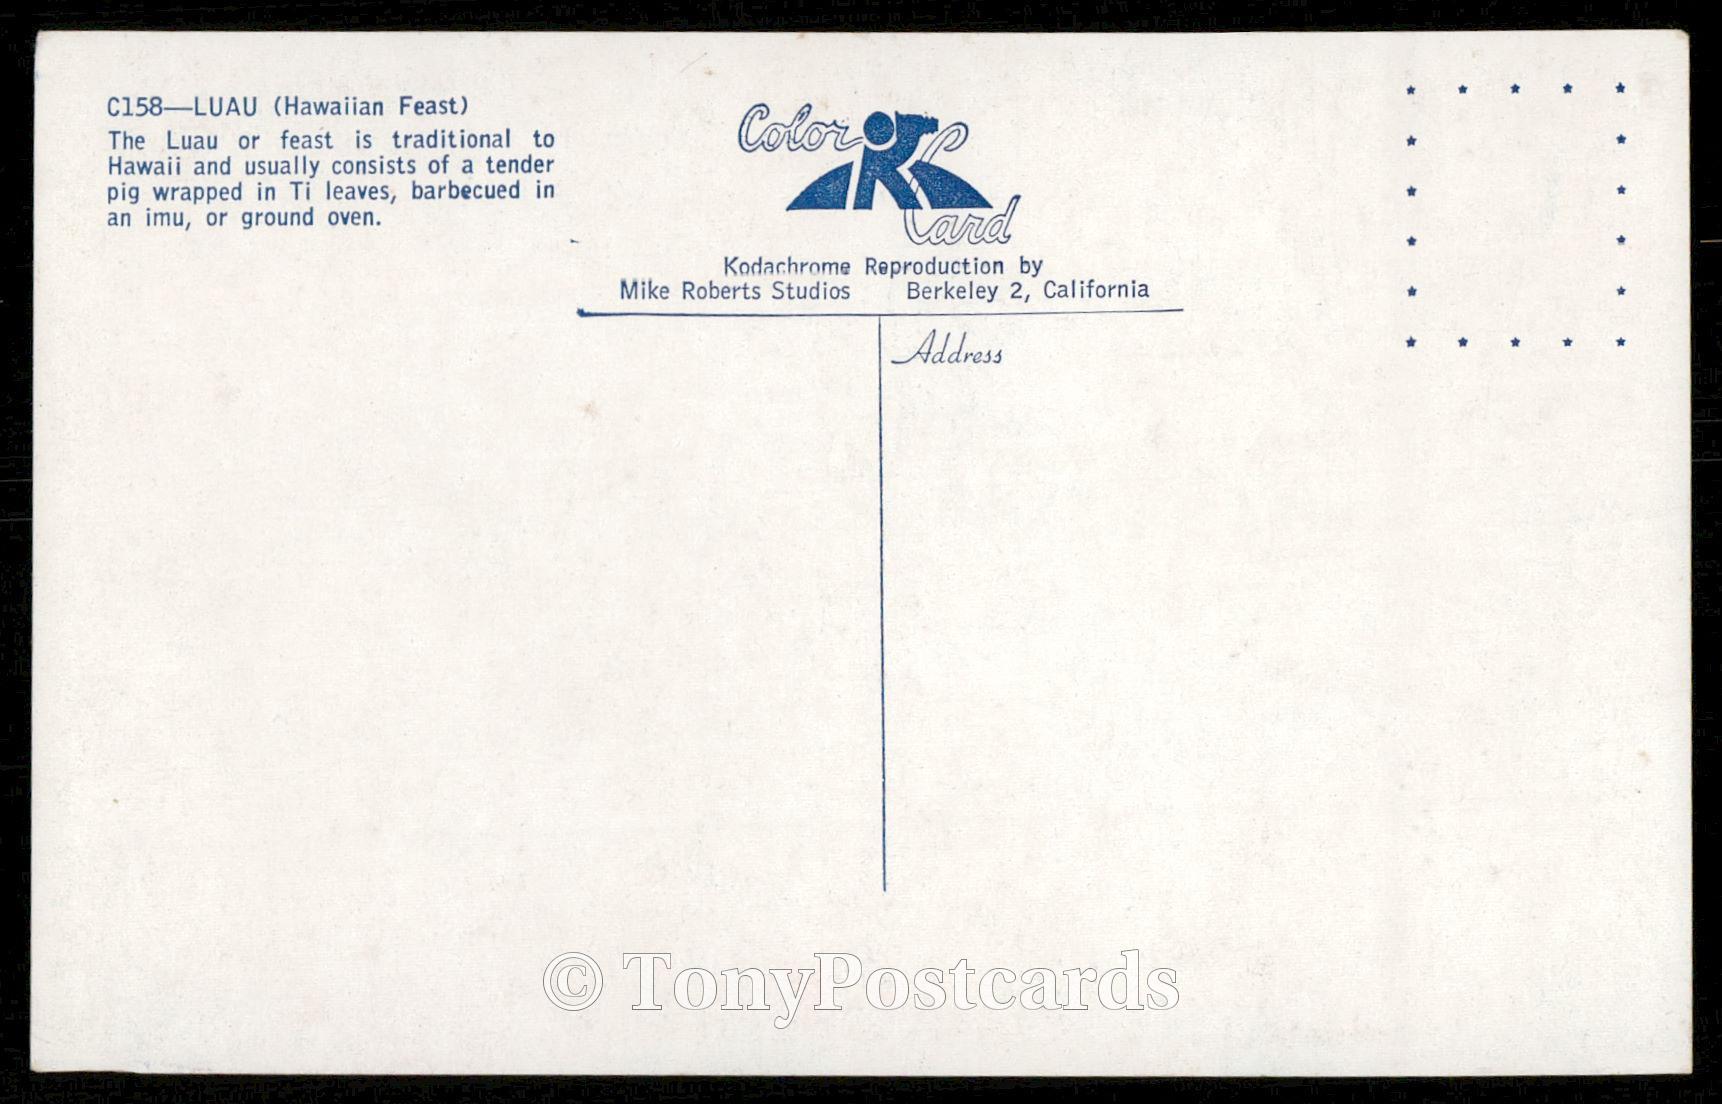 C158—LUAU (Hawaiian Feast)
The Luau or feast is traditional to
Hawaii and usually consists of a tender
pig wrapped in Ti leaves, barbecued in
an imu, or ground oven.
Color
Card
Kodachrome Reproduction by
Mike Roberts Studios Berkeley 2, California
Address
© TonyPostcards